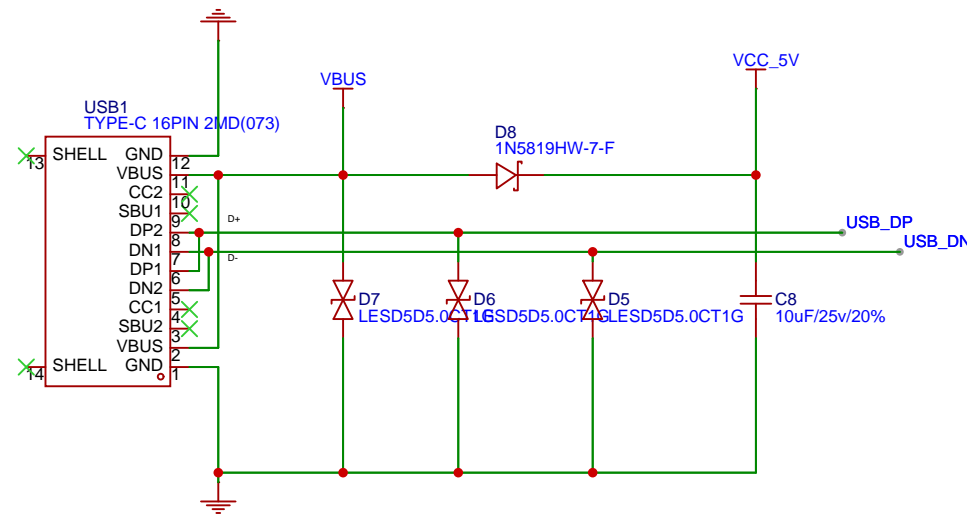 VCC_5V
VBUS
USB1
TYPE-C 16PIN 2MD(073)
D8
1N5819HW-7-F
13 SHELL GND 12
VBUS 11
CC2 10
SBU1 9
D+
DP2 8
USB_DP
DN1 7
D-
USB_DN
DP1 6
DN2 5
CC1 4
SBU2 3
VBUS 2
14 SHELL GND 1
D7
LESD5D5.0CT1G
D6
LESD5D5.0CT1G
D5
LESD5D5.0CT1G
C8
10uF/25v/20%